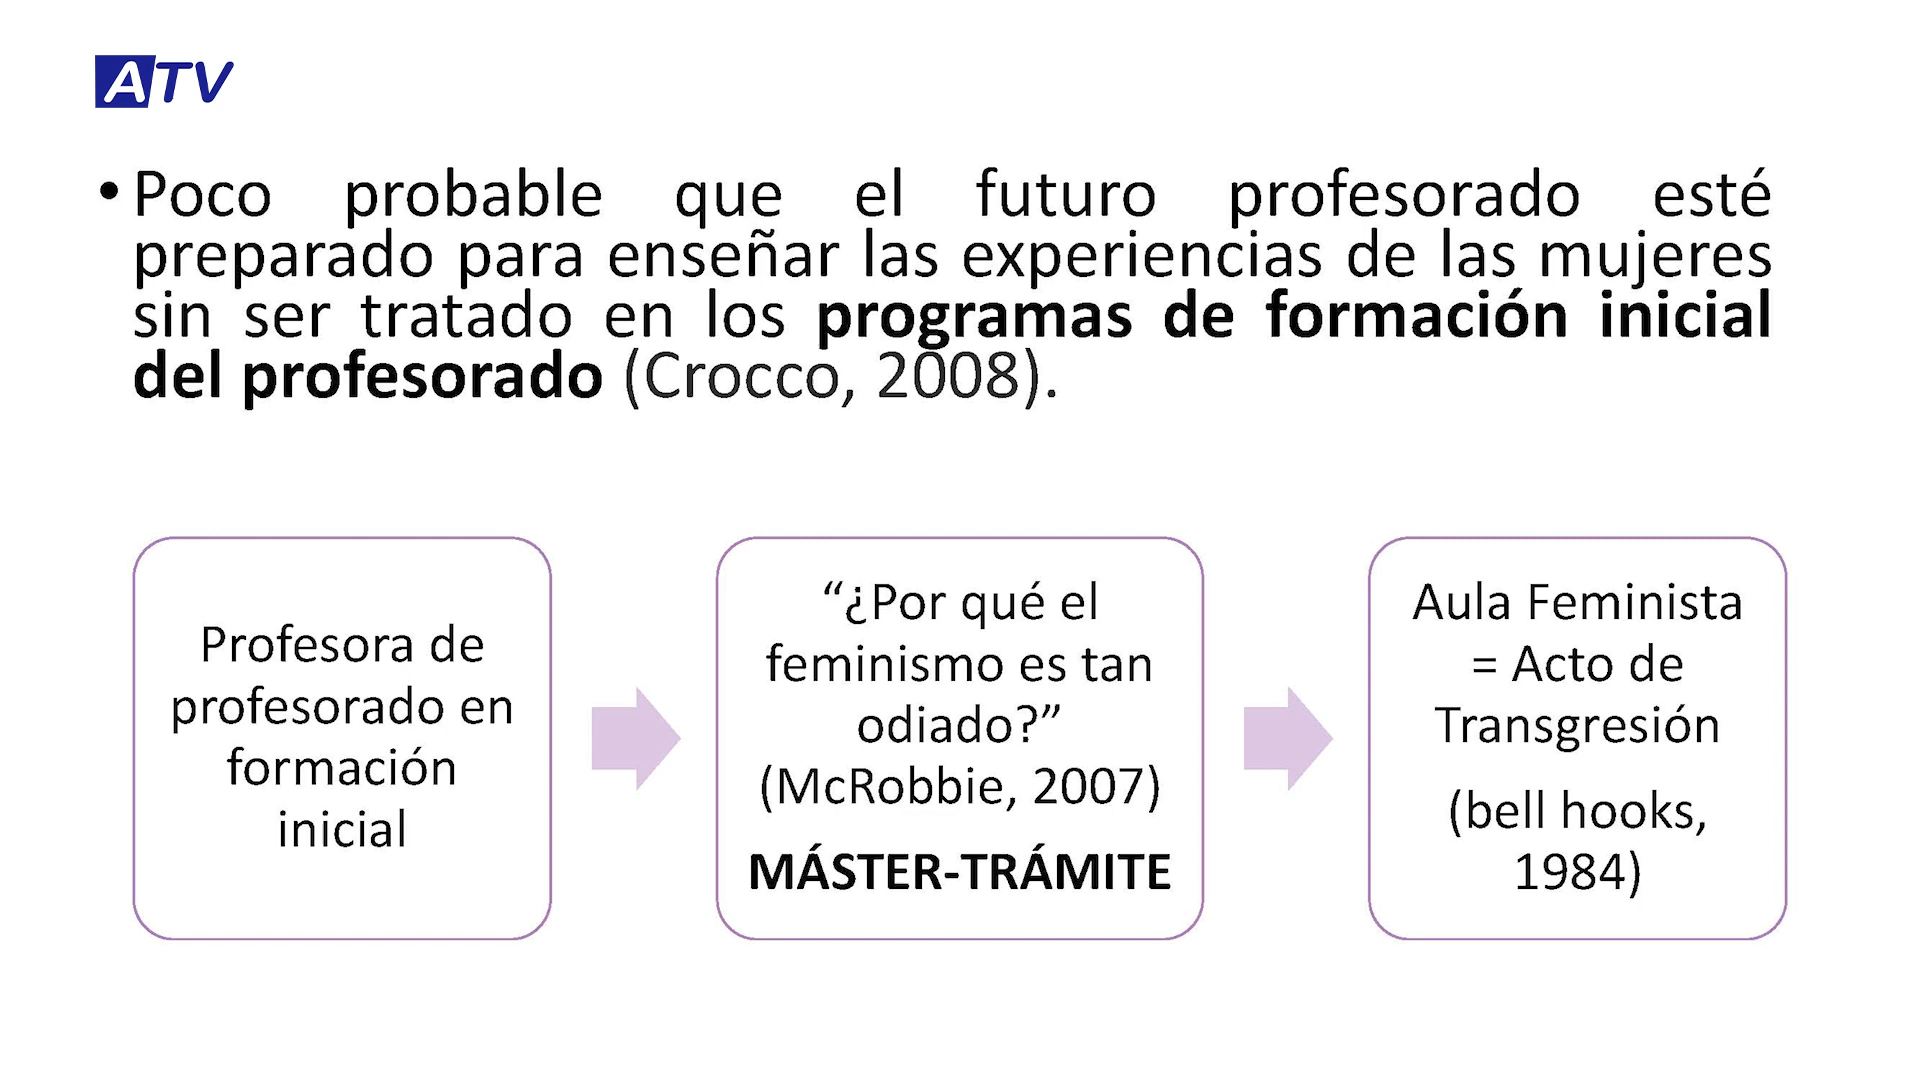 ATV
• Poco probable que el futuro profesorado esté
preparado para enseñar las experiencias de las mujeres
sin ser tratado en los programas de formación inicial
del profesorado (Crocco, 2008).
Profesora de
profesorado en
formación
inicial
“¿Por qué el
feminismo es tan
odiado?”
(McRobbie, 2007)
MÁSTER-TRÁMITE
Aula Feminista
= Acto de
Transgresión
(bell hooks,
1984)